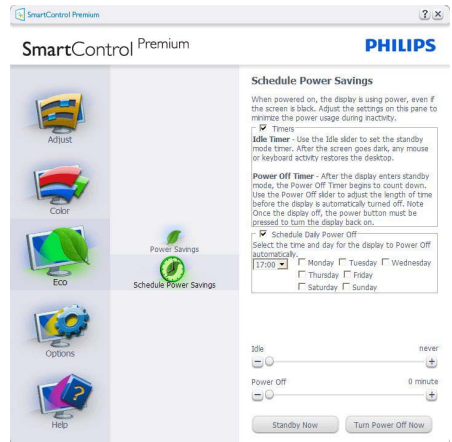 SmartControl Premium
SmartControl Premium
PHILIPS
Adjust
Color
Eco
Options
Help
Power Savings
Schedule Power Savings
Schedule Power Savings
When powered on, the display is using power, even if
the screen is black. Adjust the settings on this pane to
minimize the power usage during inactivity.
Timers
Idle Timer - Use the Idle slider to set the standby
mode timer. After the screen goes dark, any mouse
or keyboard activity restores the desktop.
Power Off Timer - After the display enters standby
mode, the Power Off Timer begins to count down.
Use the Power Off slider to adjust the length of time
before the display is automatically turned off. Note
Once the display off, the power button must be
pressed to turn the display back on.
Schedule Daily Power Off
Select the time and day for the display to Power Off
automatically.
17:00 Monday Tuesday Wednesday
Thursday Friday
Saturday Sunday
Idle never
Power Off 0 minute
Standby Now Turn Power Off Now